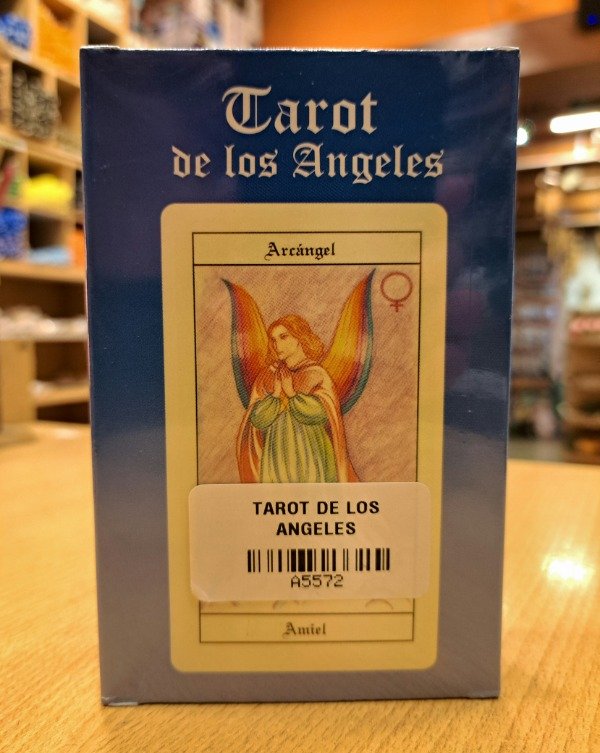 Tarot
de los Angeles
Arcángel
TAROT DE LOS
ANGELES
A5572
Amiel